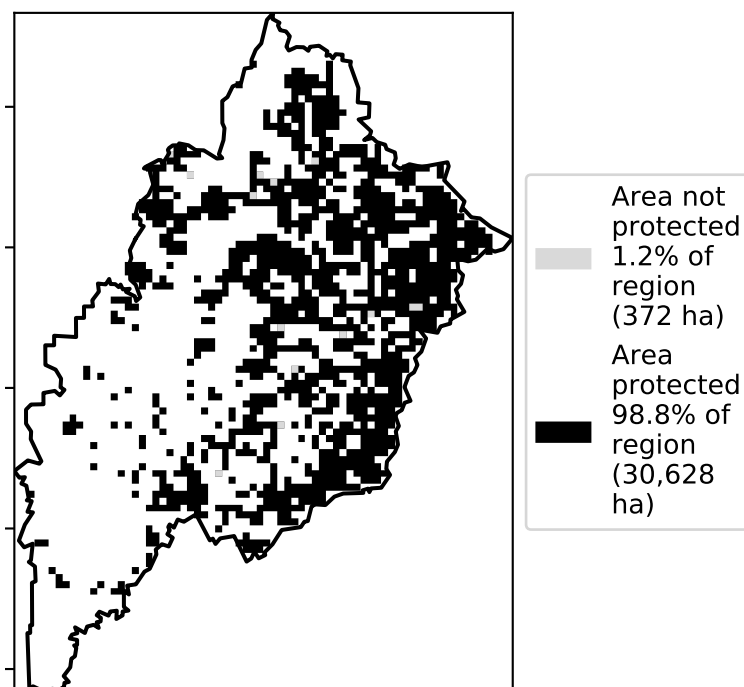 Area not
protected
1.2% of
region
(372 ha)
Area
protected
98.8% of
region
(30,628
ha)